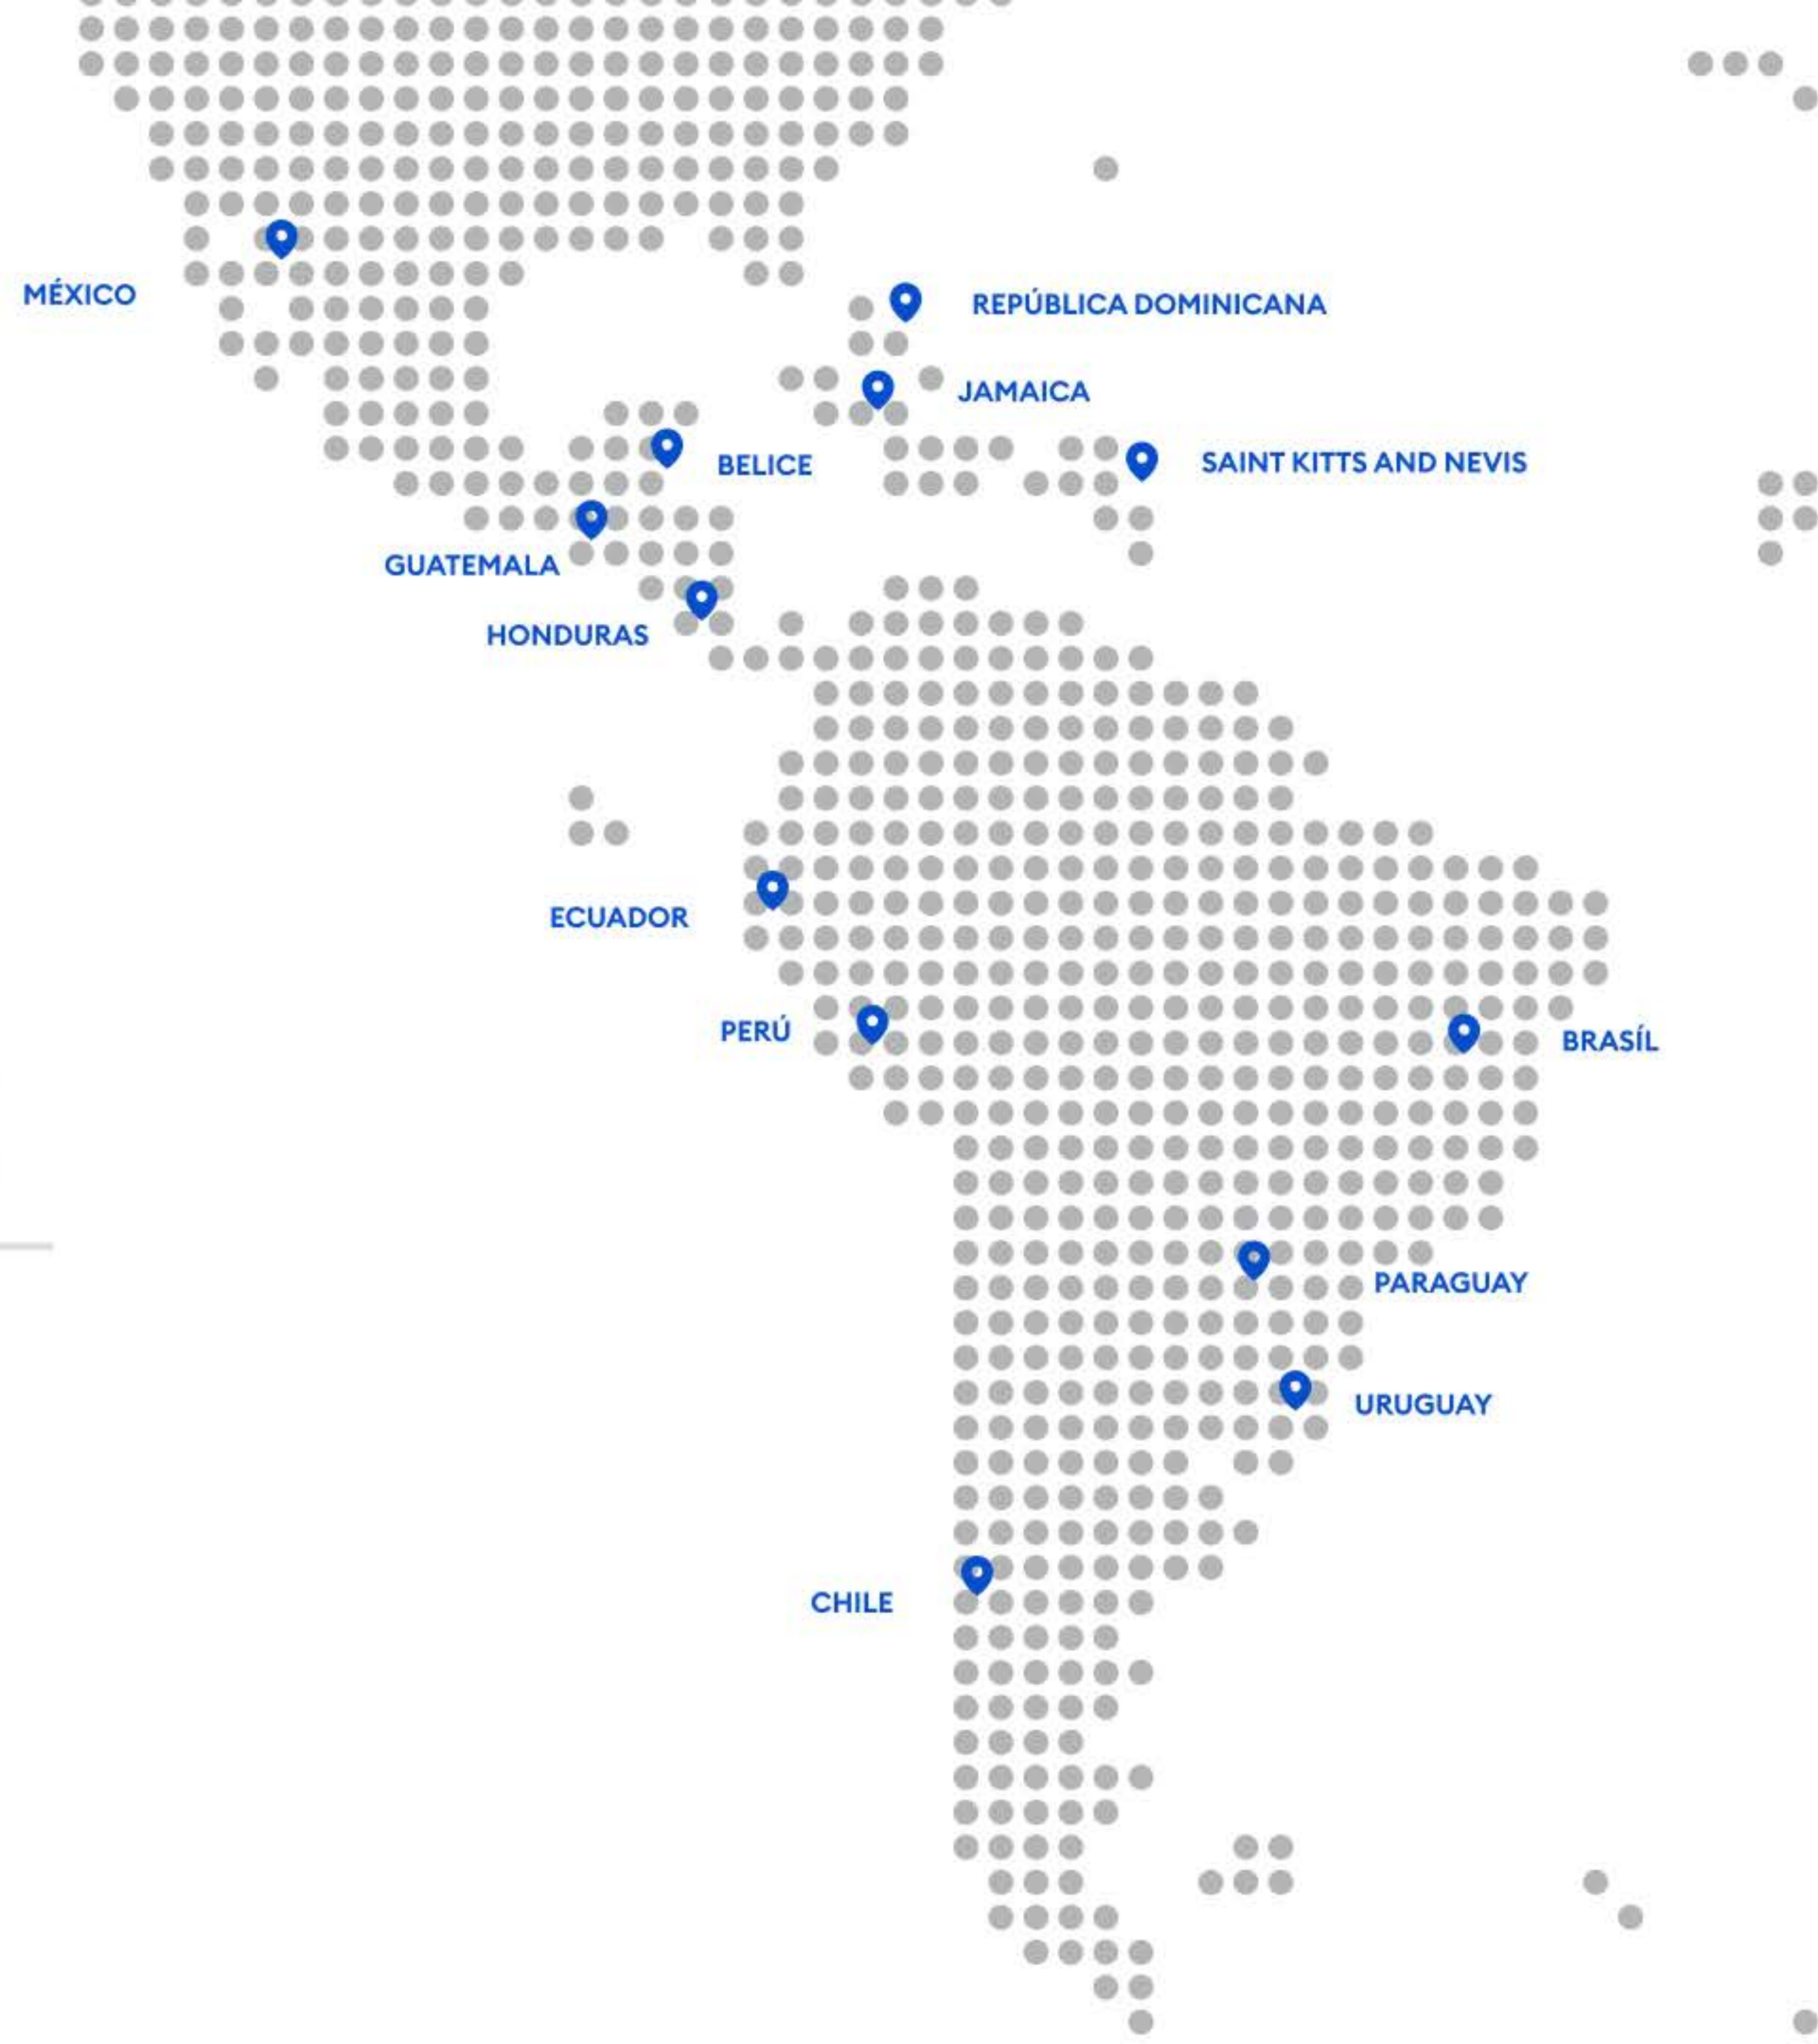 MÉXICO
REPÚBLICA DOMINICANA
JAMAICA
BELICE
SAINT KITTS AND NEVIS
GUATEMALA
HONDURAS
ECUADOR
PERÚ
BRASÍL
PARAGUAY
URUGUAY
CHILE